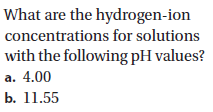 What are the hydrogen-ion
concentrations for solutions
with the following pH values?
a. 4.00
b. 11.55